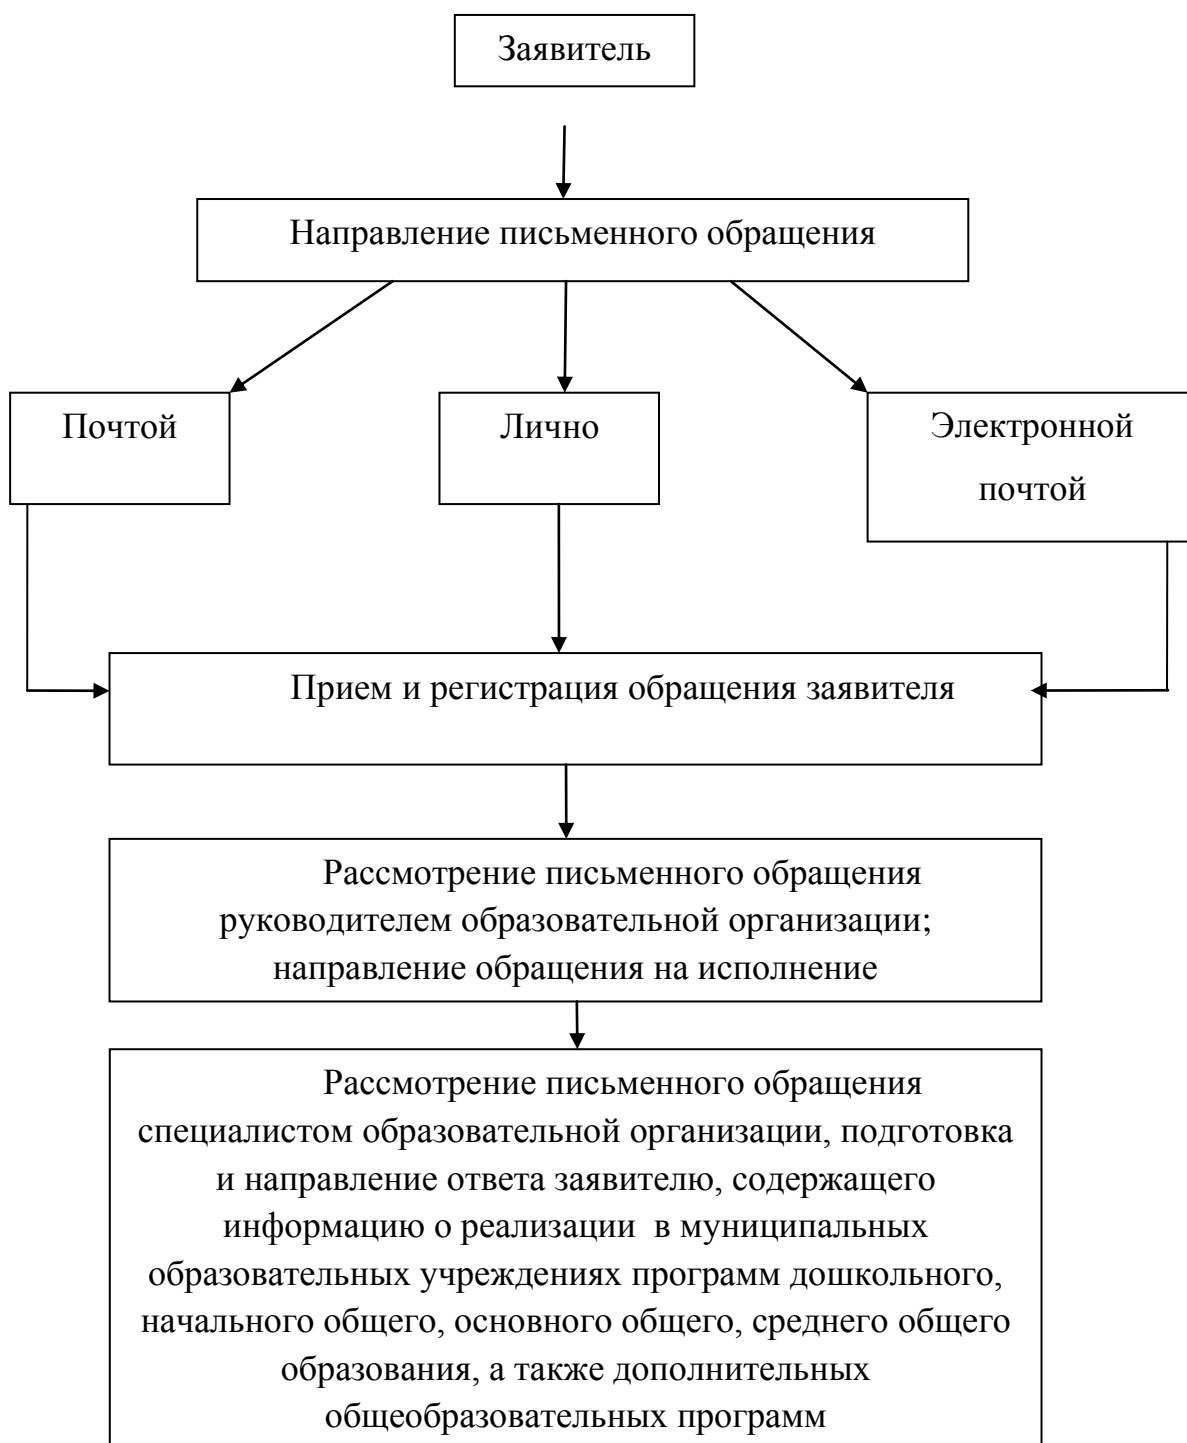 Заявитель
Направление письменного обращения
Почтой
Лично
Электронной
почтой
Прием и регистрация обращения заявителя
Рассмотрение письменного обращения
руководителем образовательной организации;
направление обращения на исполнение
Рассмотрение письменного обращения
специалистом образовательной организации, подготовка
и направление ответа заявителю, содержащего
информацию о реализации в муниципальных
образовательных учреждениях программ дошкольного,
начального общего, основного общего, среднего общего
образования, а также дополнительных
общеобразовательных программ